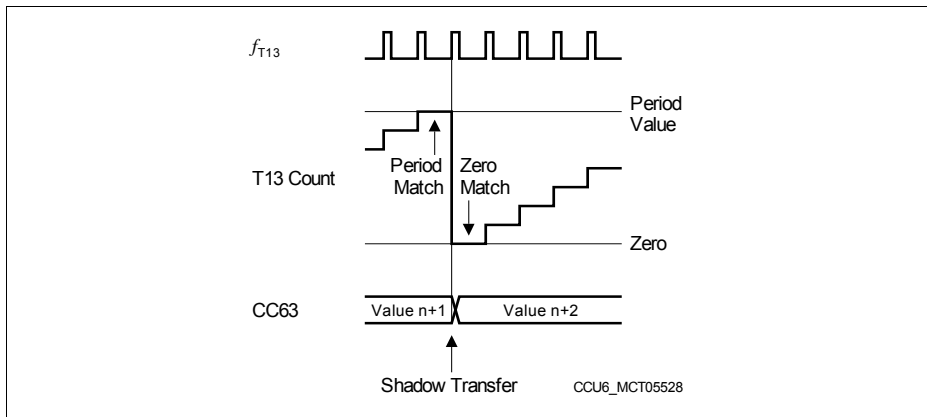 fT13
Period
Value
Period
Match
Zero
Match
T13 Count
Zero
CC63
Value n+1
Value n+2
Shadow Transfer
CCU6_MCT05528